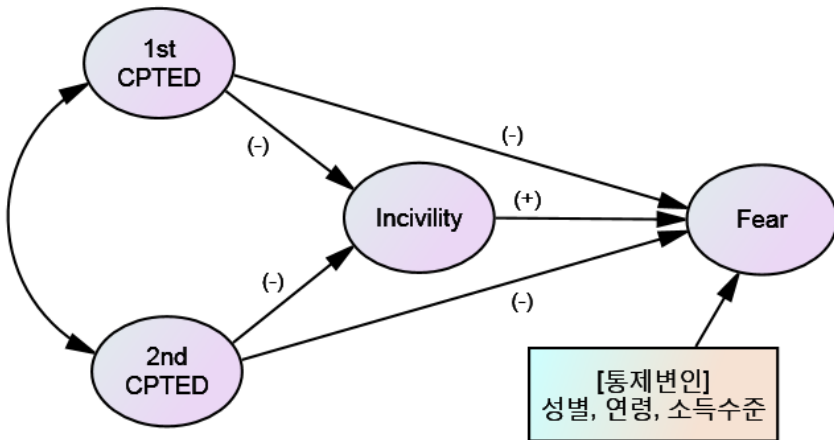 1st
CPTED
(-)
(-)
Incivility
(+)
Fear
(-)
(-)
2nd
CPTED
[통제변인]
성별, 연령, 소득수준